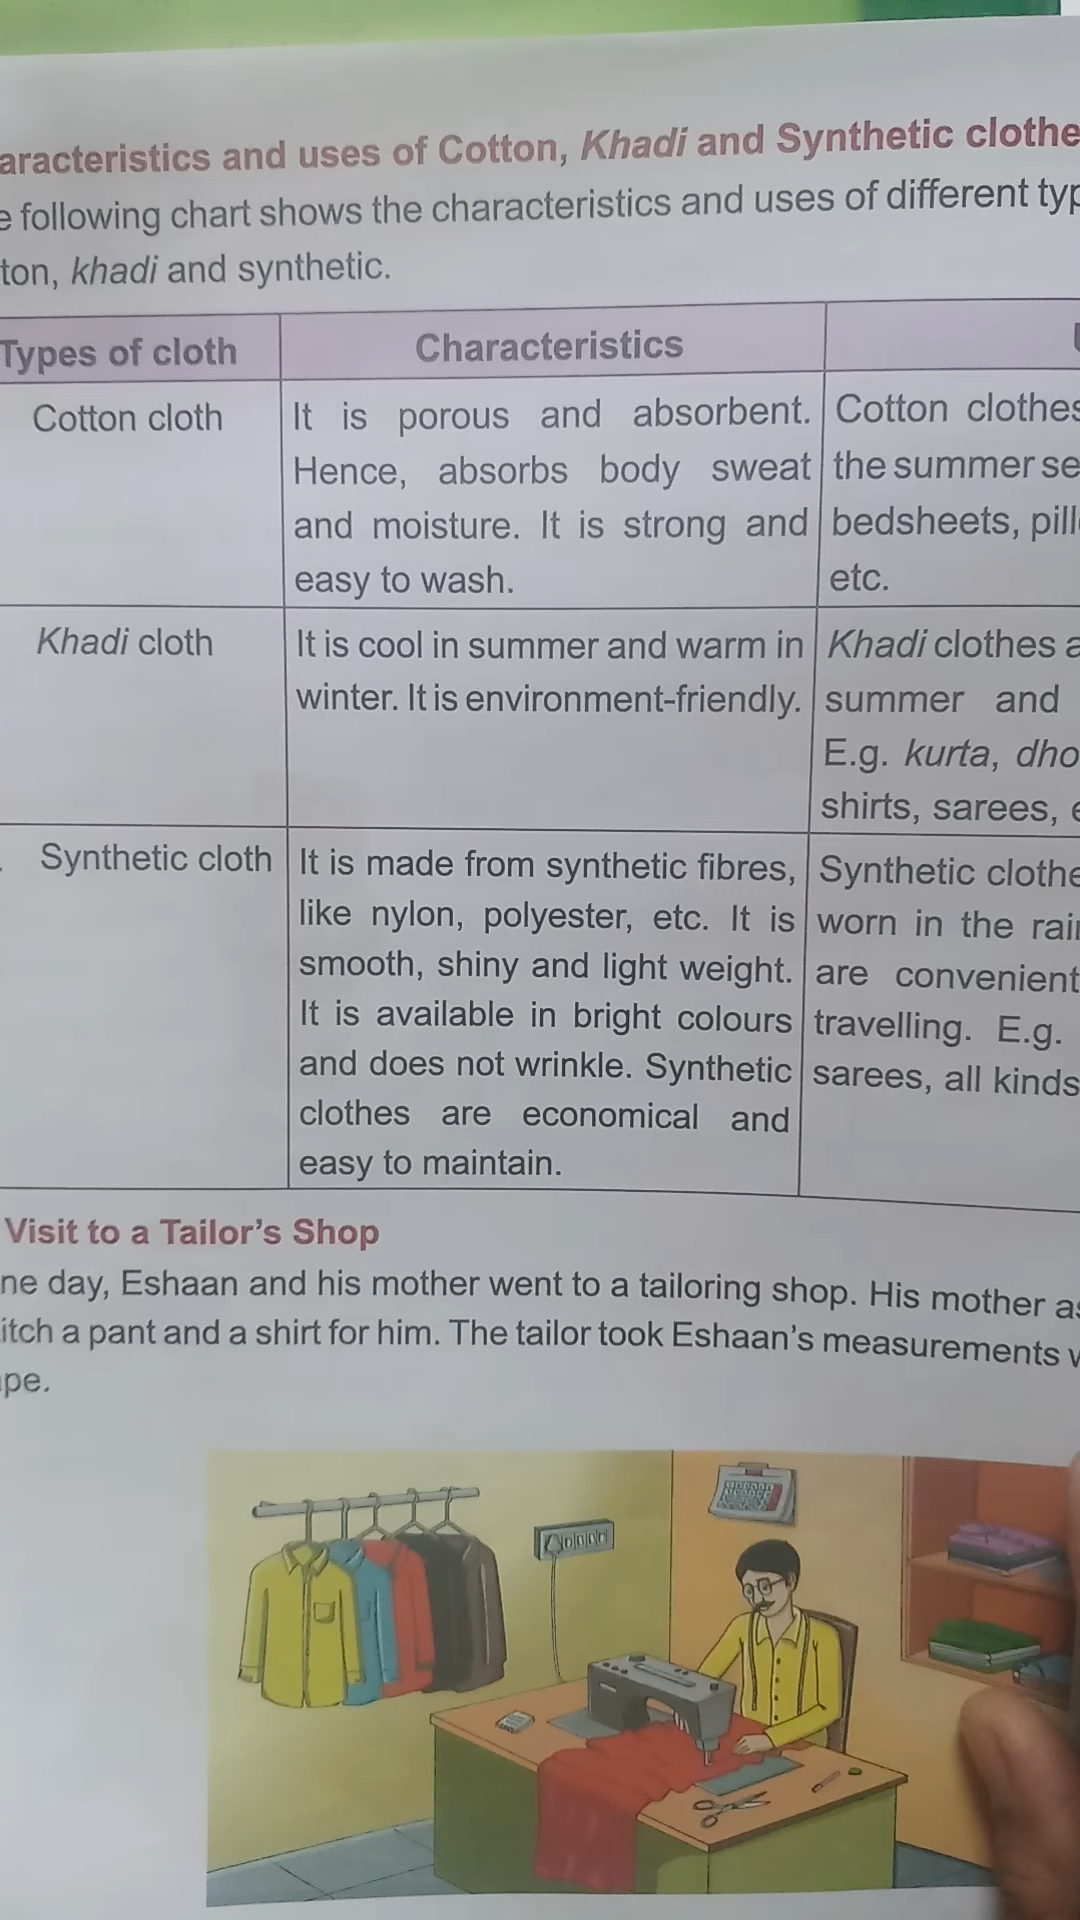 aracteristics and uses of Cotton, Khadi and Synthetic clothe
e following chart shows the characteristics and uses of different typ
ton, khadi and synthetic.
Types of cloth
Characteristics
U
Cotton cloth
It is porous and absorbent.
Hence, absorbs body sweat
and moisture. It is strong and
easy to wash.
Cotton clothes
the summer se
bedsheets, pill
etc.
Khadi cloth
It is cool in summer and warm in
winter. It is environment-friendly.
Khadi clothes a
summer and
E.g. kurta, dho
shirts, sarees, e
Synthetic cloth
It is made from synthetic fibres,
like nylon, polyester, etc. It is
smooth, shiny and light weight.
It is available in bright colours
and does not wrinkle. Synthetic
clothes are economical and
easy to maintain.
Synthetic clothe
worn in the rai
are convenient
travelling. E.g.
sarees, all kinds
Visit to a Tailor's Shop
ne day, Eshaan and his mother went to a tailoring shop. His mother as
itch a pant and a shirt for him. The tailor took Eshaan's measurements w
pe.